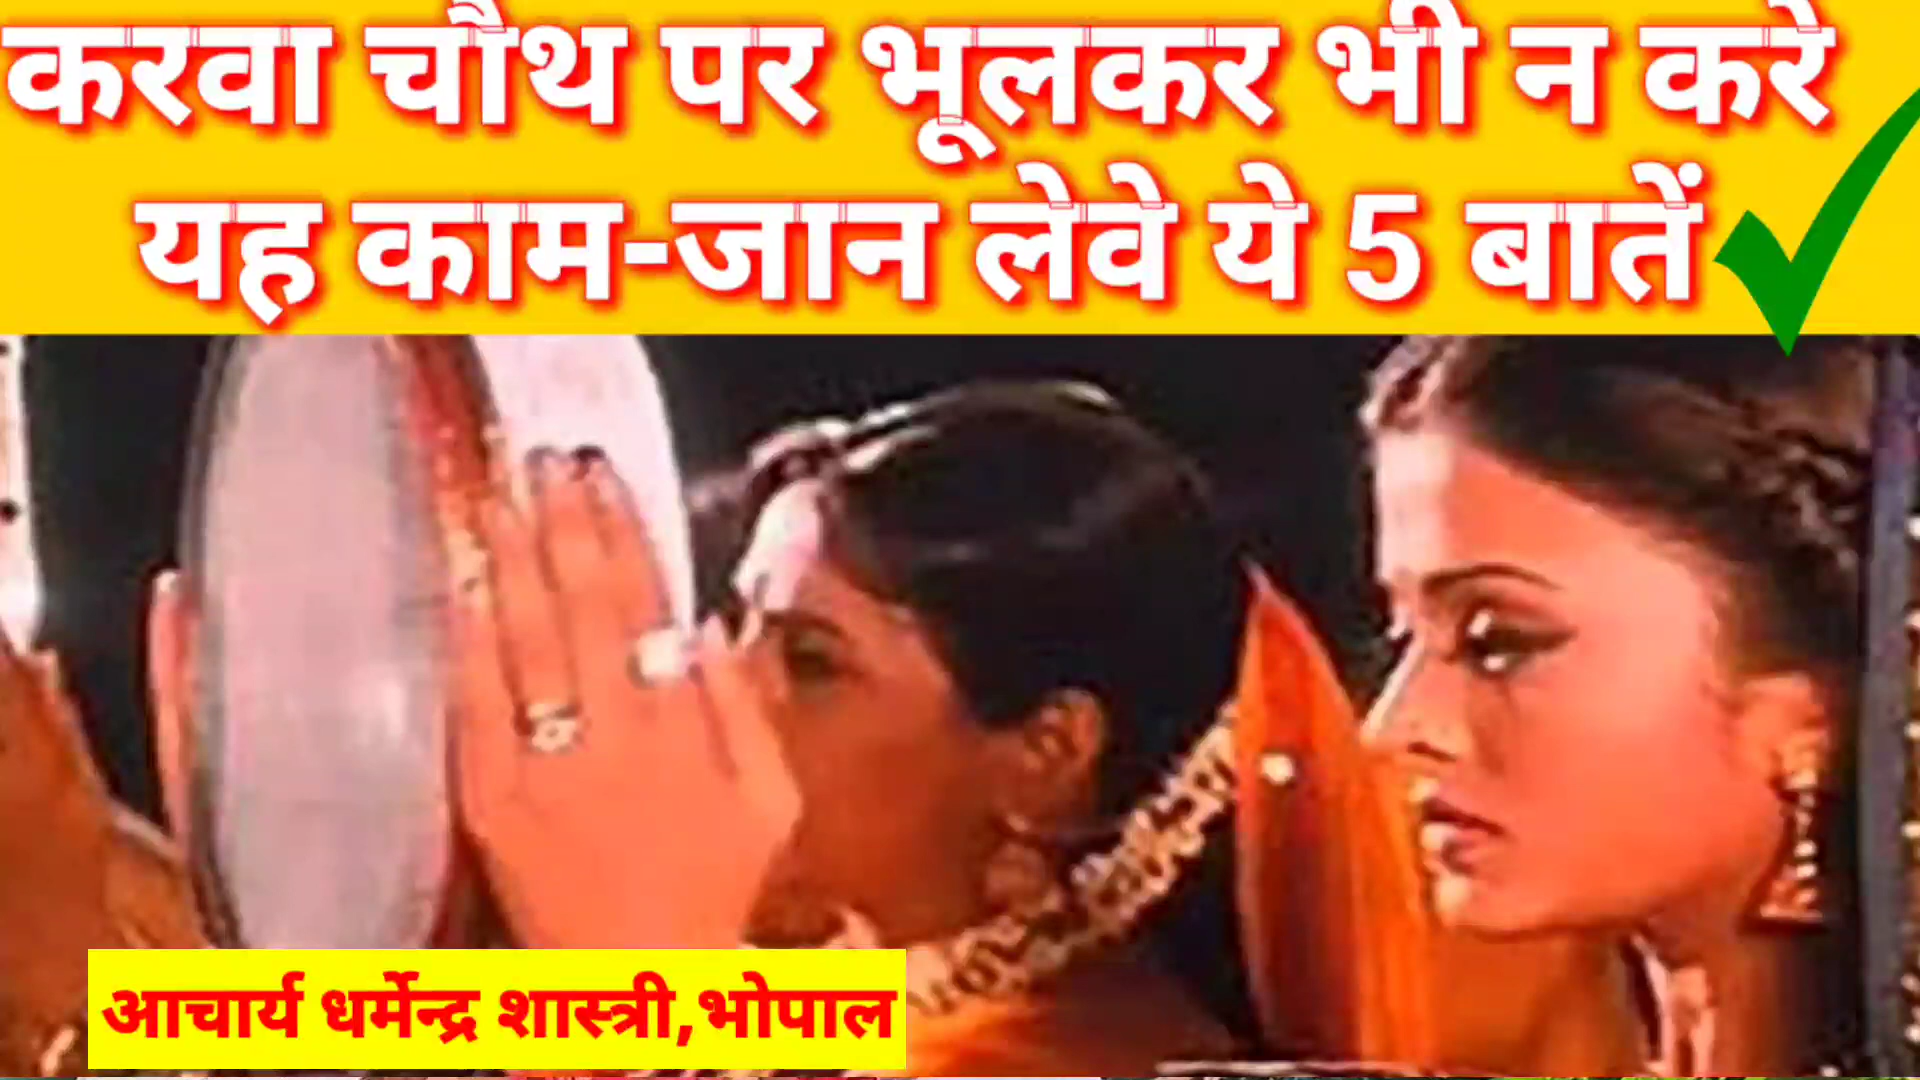 करवा चौथ पर भूलकर भी न करे
यह काम-जान लेवे ये 5 बातें
आचार्य धर्मेन्द्र शास्त्री,भोपाल